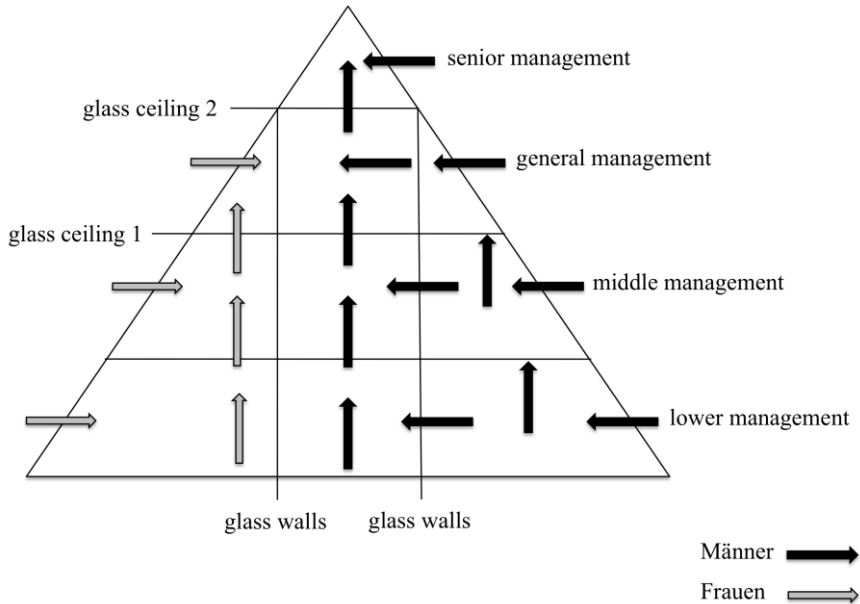 senior management
glass ceiling 2
general management
glass ceiling 1
middle management
lower management
glass walls glass walls
Männer
Frauen